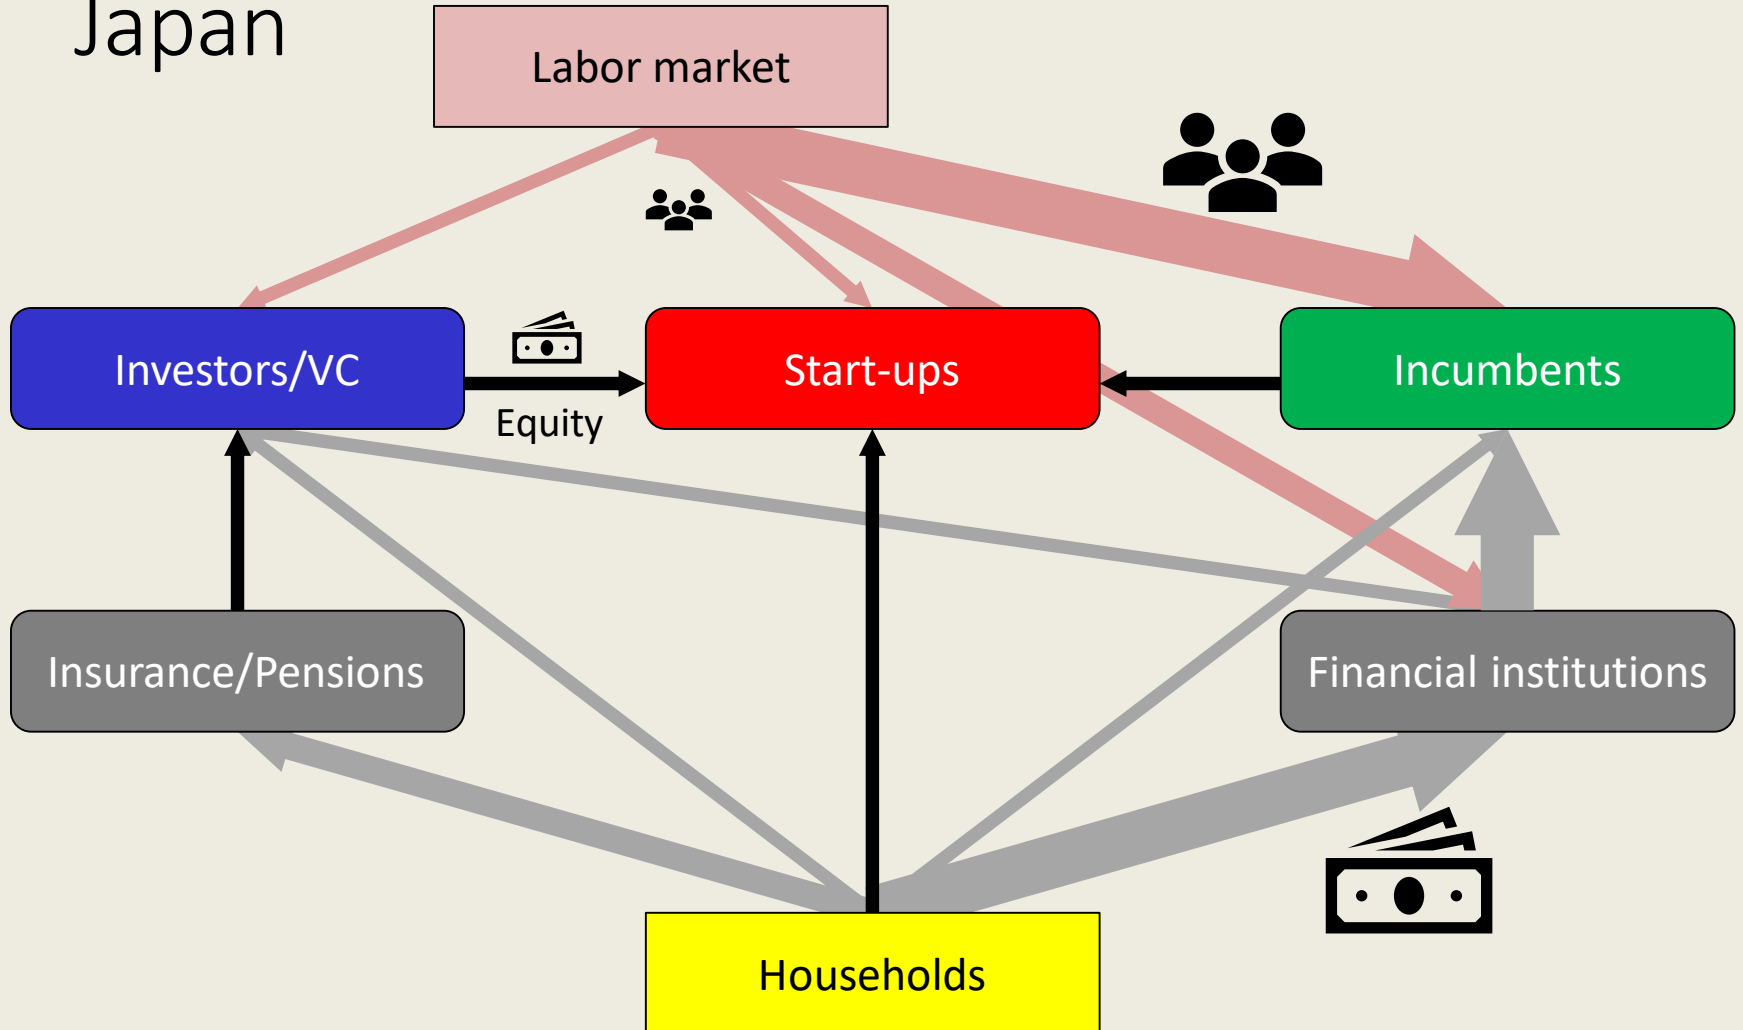 Japan
Labor market
Investors/VC
Equity
Start-ups
Incumbents
Insurance/Pensions
Financial institutions
Households